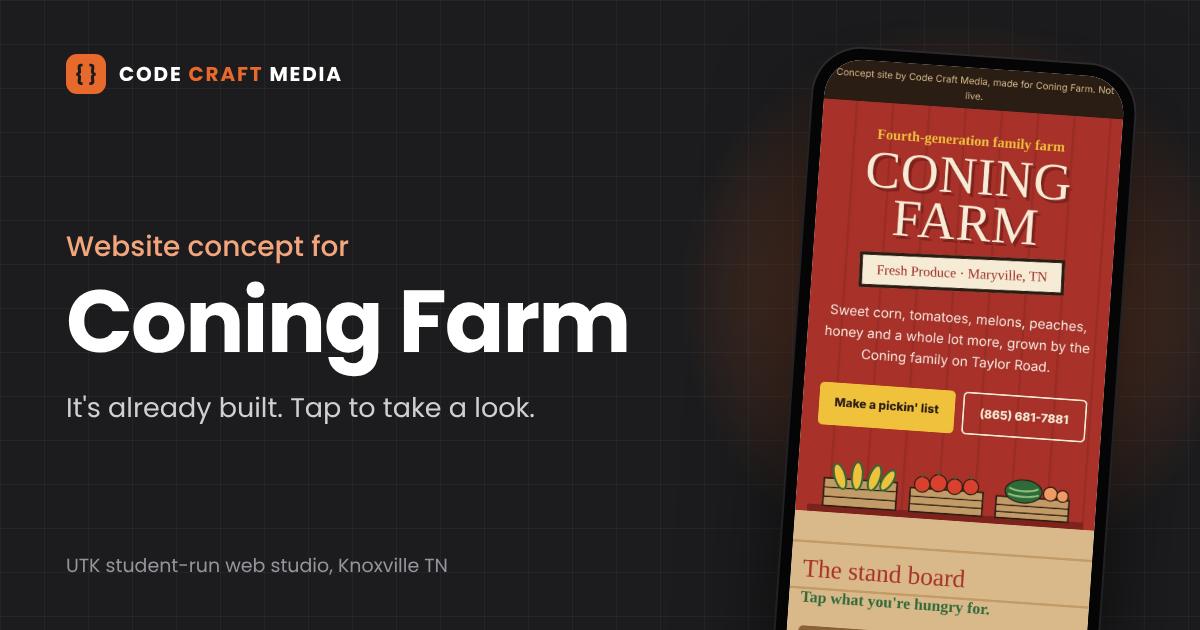 { } CODE CRAFT MEDIA
Website concept for
Coning Farm
It's already built. Tap to take a look.
UTK student-run web studio, Knoxville TN
Concept site by Code Craft Media, made for Coning Farm. Not
live.
Fourth-generation family farm
CONING
FARM
Fresh Produce · Maryville, TN
Sweet corn, tomatoes, melons, peaches,
honey and a whole lot more, grown by the
Coning family on Taylor Road.
Make a pickin' list
(865) 681-7881
The stand board
Tap what you're hungry for.